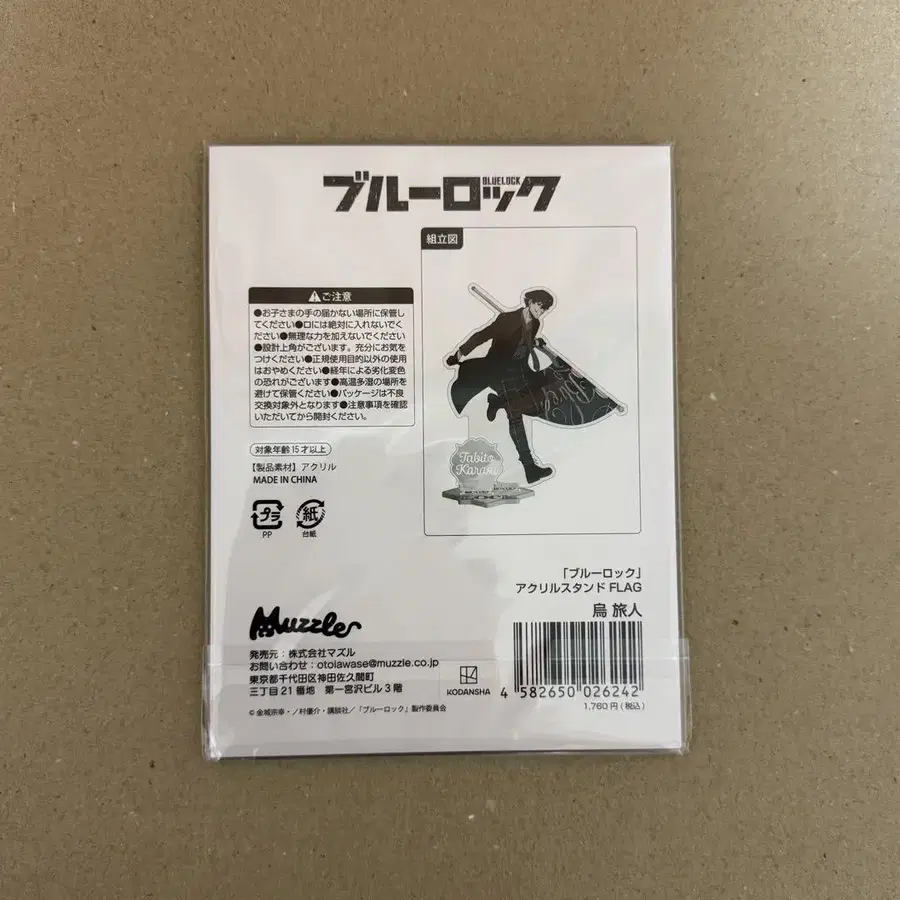 ブルーロック
BLUELOCK
組立図
ご注意
●お子さまの手の届かない場所に保管し
てください●口には絶対に入れないでく
ださい●無理な力を加えないでください
●設計上角がございます。充分にお気を
つけください●正規使用目的以外の使用
はおやめください●経年による劣化変色
の恐れがございます●高温多湿の場所を
避けて保管ください●パッケージは不良
交換対象外となります●注意事項を確認
いただいてから開封ください。
対象年齢15才以上
【製品素材】アクリル
MADE IN CHINA
プラ
PP
紙
台紙
Tabito
Karasu
「ブルーロック」
アクリルスタンド FLAG
烏 旅人
Muzzle
発売元：株式会社マズル
お問い合わせ：otoiawase@muzzle.co.jp
東京都千代田区神田佐久間町
三丁目21番地 第一宮沢ビル3階
KODANSHA
4 582650 026242
1,760円(税込)
© 金城宗幸・ノ村優介・講談社／「ブルーロック」製作委員会